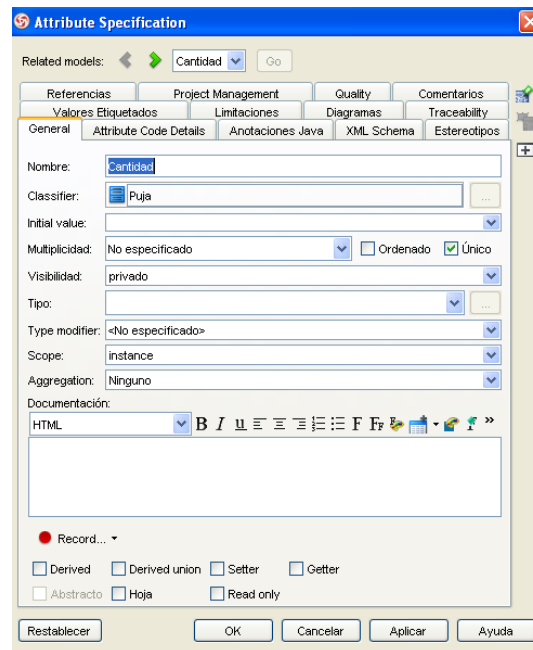 Attribute Specification
Related models: Cantidad Go
Referencias Project Management Quality Comentarios
Valores Etiquetados Limitaciones Diagramas Traceability
General Attribute Code Details Anotaciones Java XML Schema Estereotipos
Nombre: Cantidad
Classifier: Puja ...
Initial value:
Multiplicidad: No especificado Ordenado Único
Visibilidad: privado
Tipo: ...
Type modifier: <No especificado>
Scope: instance
Aggregation: Ninguno
Documentación:
HTML B I u F FF »
Record...
Derived Derived union Setter Getter
Abstracto Hoja Read only
Restablecer OK Cancelar Aplicar Ayuda